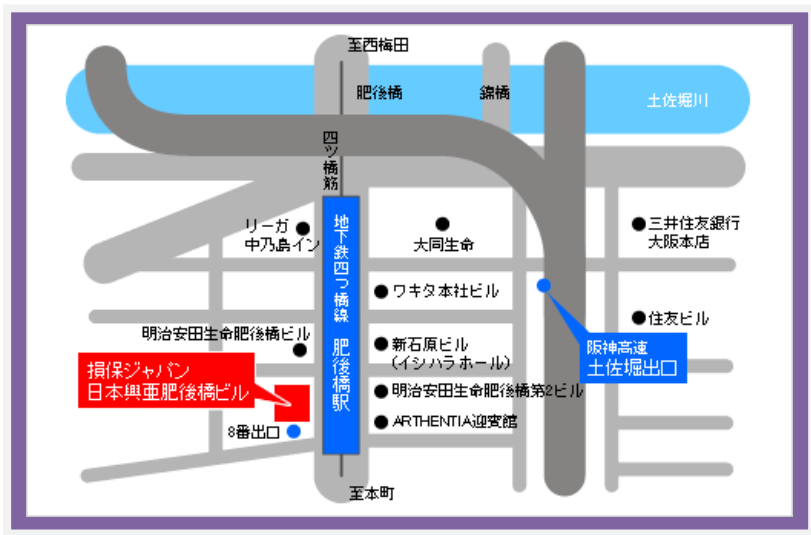 至西梅田
肥後橋
錦橋
土佐堀川
四ツ橋筋
リーガ
中乃島イン
地下鉄四つ橋線 肥後橋駅
大同生命
三井住友銀行
大阪本店
ワキタ本社ビル
住友ビル
明治安田生命肥後橋ビル
新石原ビル
(イシハラホール)
阪神高速
土佐堀出口
損保ジャパン
日本興亜肥後橋ビル
明治安田生命肥後橋第2ビル
8番出口
ARTHENTIA迎賓館
至本町